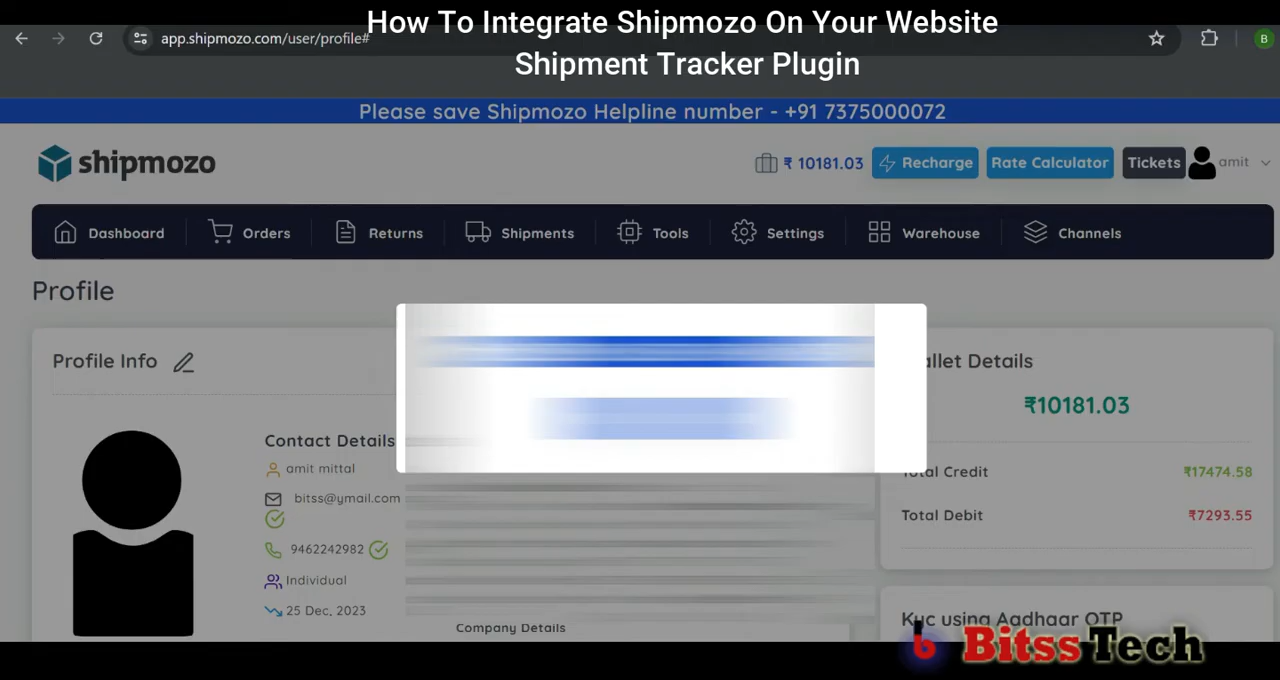 How To Integrate Shipmozo On Your Website
app.shipmozo.com/user/profile#
B
Shipment Tracker Plugin
Please save Shipmozo Helpline number - +91 7375000072
shipmozo
₹ 10181.03
Recharge
Rate Calculator
Tickets
amit
Dashboard
Orders
Returns
Shipments
Tools
Settings
Warehouse
Channels
Profile
Profile Info
allet Details
₹10181.03
Contact Details
amit mittal
Total Credit
₹17474.58
bitss@ymail.com
Total Debit
₹7293.55
9462242982
Individual
25 Dec, 2023
Company Details
Kyc using Aadhaar OTP
b BitssTech